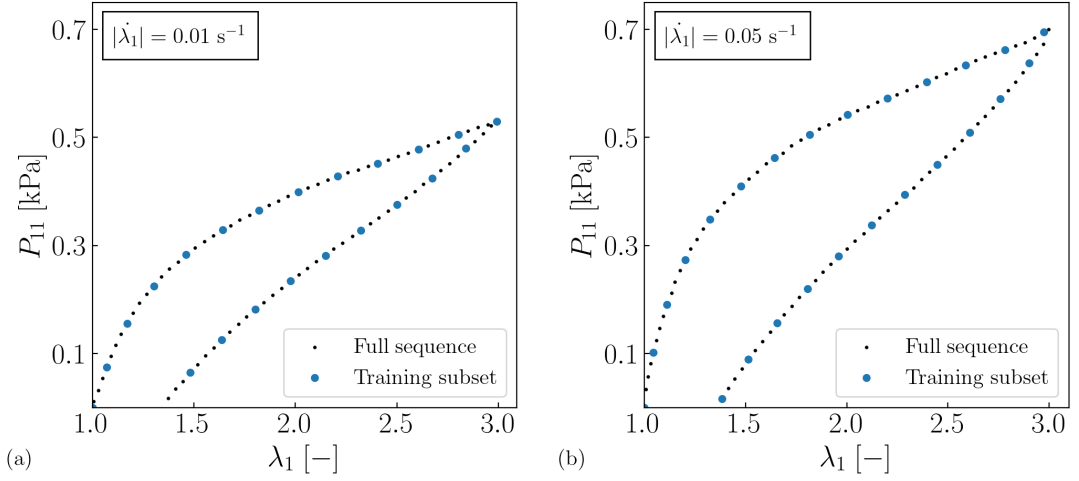 |λ̇₁| = 0.01 s⁻¹
0.7
0.5
0.3
0.1
P₁₁ [kPa]
Full sequence
Training subset
1.0 1.5 2.0 2.5 3.0
λ₁ [−]
(a)
|λ̇₁| = 0.05 s⁻¹
0.7
0.5
0.3
0.1
P₁₁ [kPa]
Full sequence
Training subset
1.0 1.5 2.0 2.5 3.0
λ₁ [−]
(b)